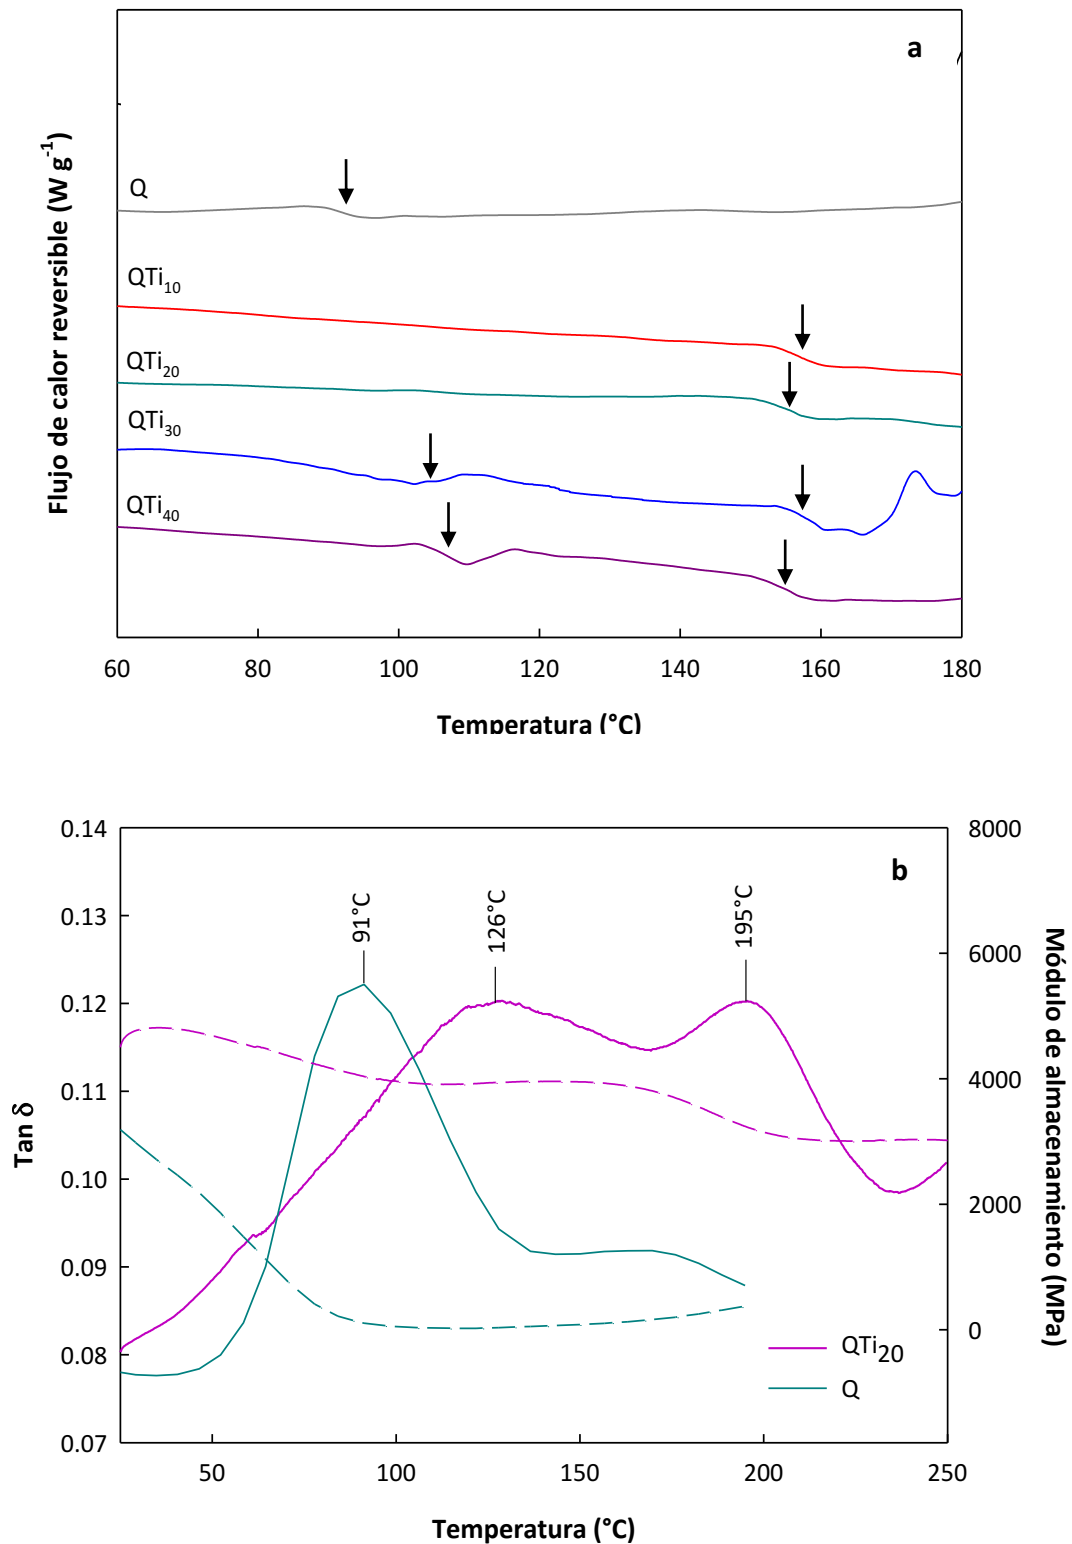 a
Flujo de calor reversible (W g⁻¹)
Q
QTi₁₀
QTi₂₀
QTi₃₀
QTi₄₀
60 80 100 120 140 160 180
Temperatura (°C)
b
0.14
0.13
0.12
0.11
0.10
0.09
0.08
0.07
Tan δ
91°C
126°C
195°C
8000
6000
4000
2000
0
Módulo de almacenamiento (MPa)
QTi₂₀
Q
50 100 150 200 250
Temperatura (°C)